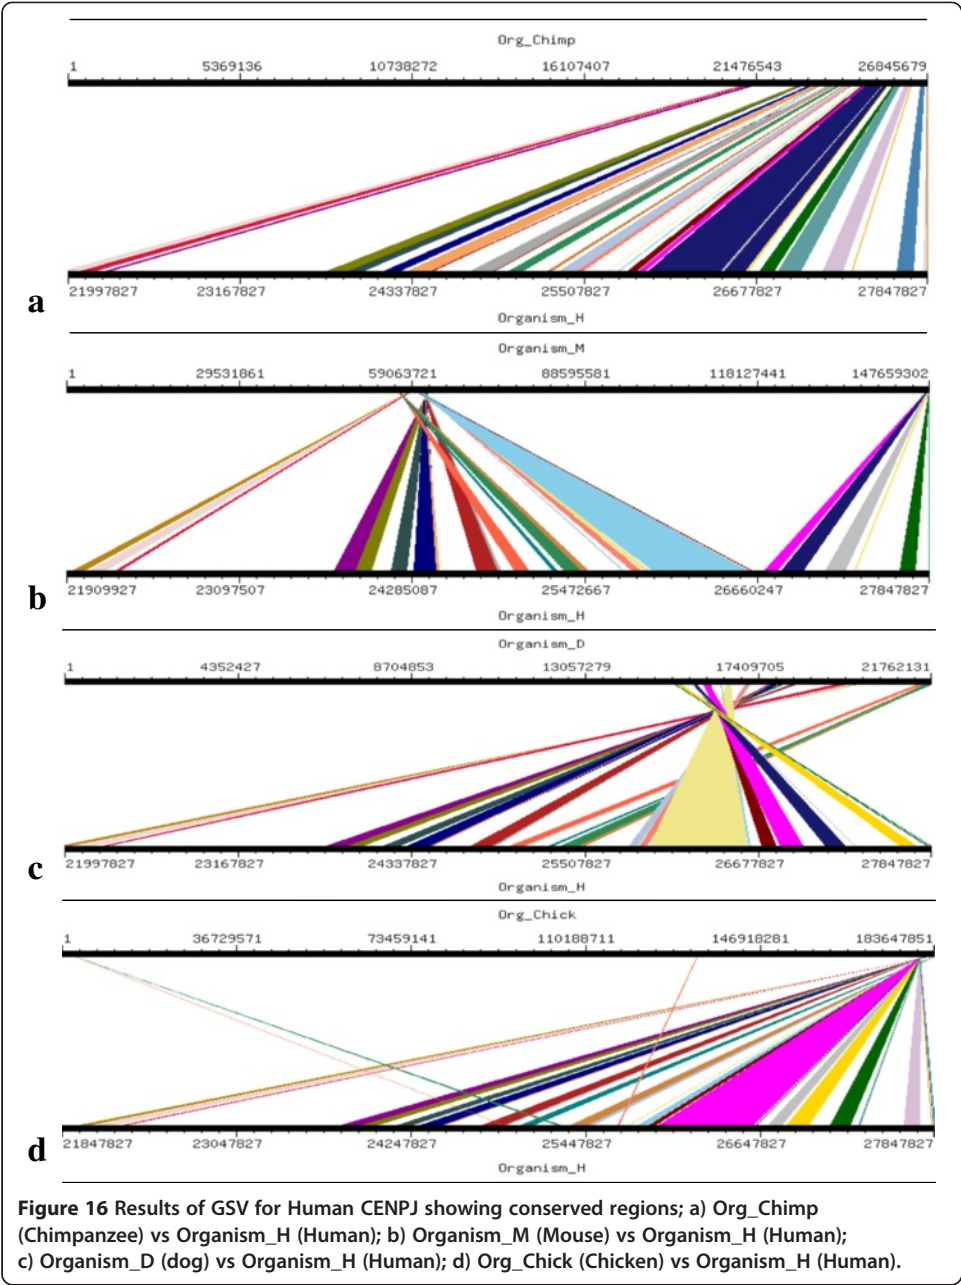 Org_Chimp
1 5369136 10738272 16107407 21476543 26845679
21997827 23167827 24337827 25507827 26677827 27847827
a
Organism_H
Organism_M
1 29531861 59063721 88595581 118127441 147659302
21909927 23097507 24285087 25472667 26660247 27847827
b
Organism_H
Organism_D
1 4352427 8704853 13057279 17409705 21762131
21997827 23167827 24337827 25507827 26677827 27847827
c
Organism_H
Org_Chick
1 36729571 73459141 110188711 146918281 183647851
21847827 23047827 24247827 25447827 26647827 27847827
d
Organism_H
Figure 16 Results of GSV for Human CENPJ showing conserved regions; a) Org_Chimp
(Chimpanzee) vs Organism_H (Human); b) Organism_M (Mouse) vs Organism_H (Human);
c) Organism_D (dog) vs Organism_H (Human); d) Org_Chick (Chicken) vs Organism_H (Human).